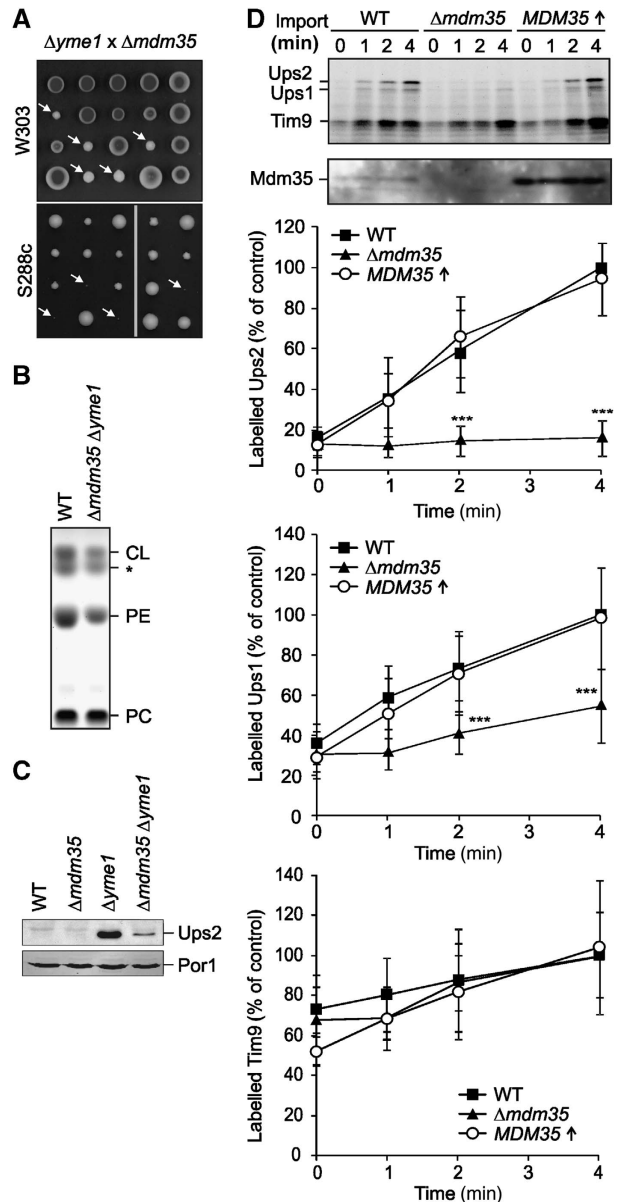 A
Δyme1 x Δmdm35
W303
S288c
B
WT
Δmdm35 Δyme1
CL
*
PE
PC
C
WT
Δmdm35
Δyme1
Δmdm35 Δyme1
Ups2
Por1
D
Import WT Δmdm35 MDM35 ↑
(min) 0 1 2 4 0 1 2 4 0 1 2 4
Ups2
Ups1
Tim9
Mdm35
Labelled Ups2 (% of control)
120
100
80
60
40
20
0
WT
Δmdm35
MDM35 ↑
***
***
0 1 2 3 4
Time (min)
Labelled Ups1 (% of control)
140
120
100
80
60
40
20
0
WT
Δmdm35
MDM35 ↑
***
***
0 1 2 3 4
Time (min)
Labelled Tim9 (% of control)
140
120
100
80
60
40
20
0
WT
Δmdm35
MDM35 ↑
0 1 2 3 4
Time (min)